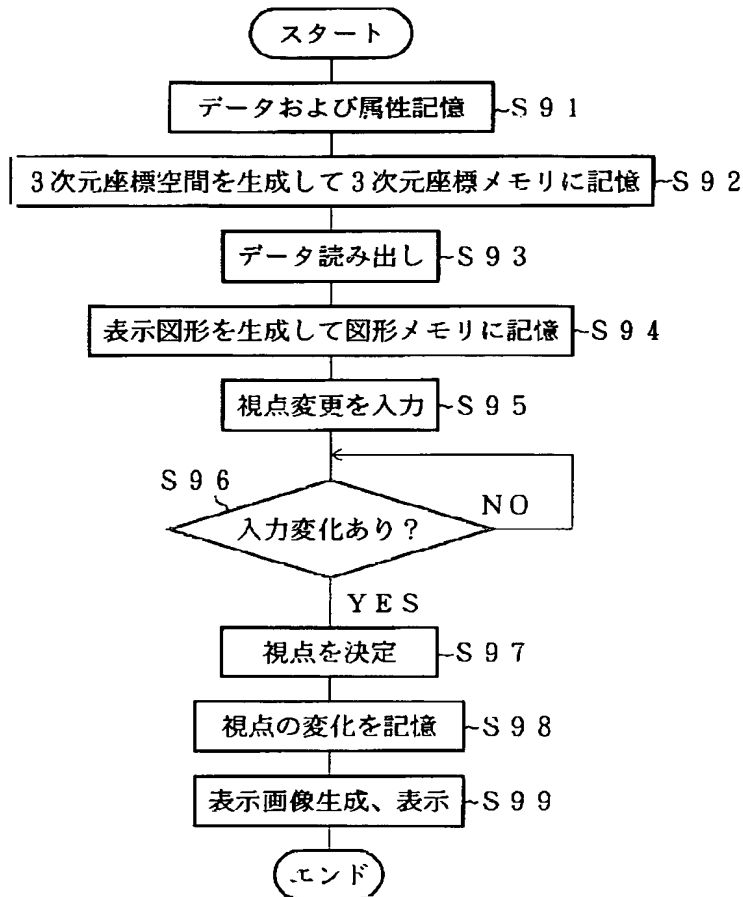 スタート
データおよび属性記憶 S91
3次元座標空間を生成して3次元座標メモリに記憶 S92
データ読み出し S93
表示図形を生成して図形メモリに記憶 S94
視点変更を入力 S95
S96
入力変化あり? NO
YES
視点を決定 S97
視点の変化を記憶 S98
表示画像生成、表示 S99
エンド